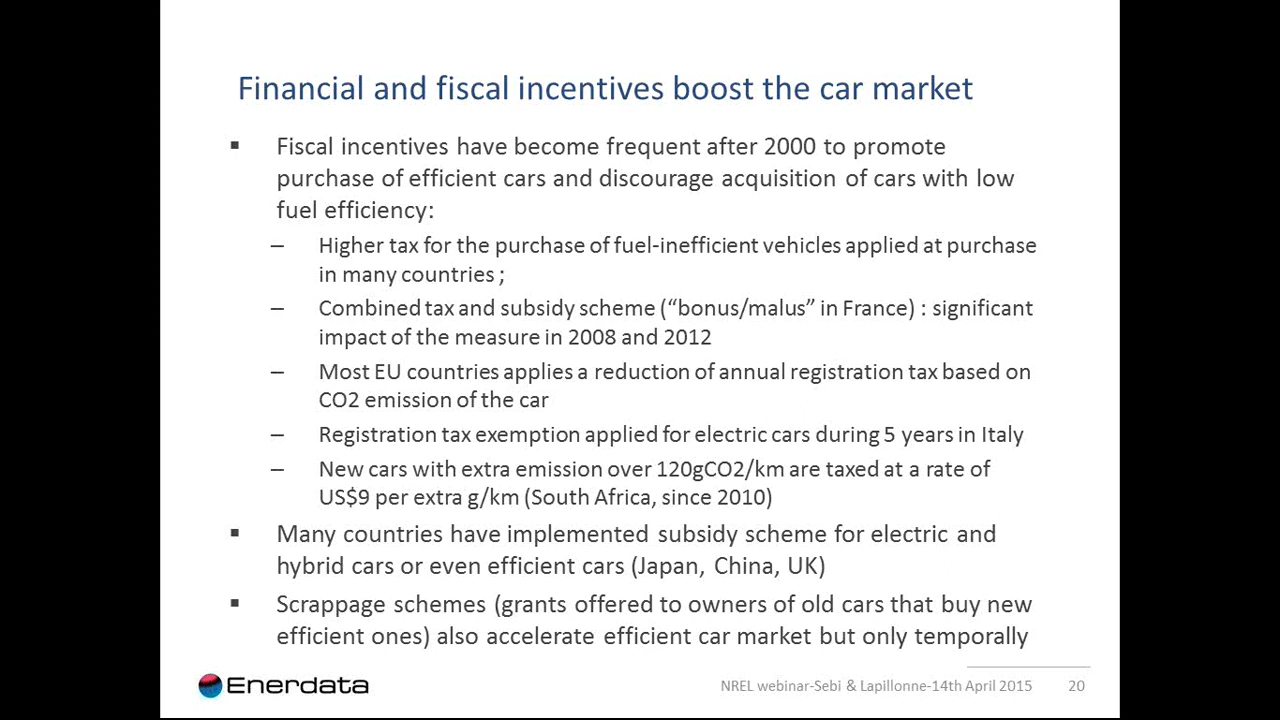 Financial and fiscal incentives boost the car market
▪ Fiscal incentives have become frequent after 2000 to promote
purchase of efficient cars and discourage acquisition of cars with low
fuel efficiency:
– Higher tax for the purchase of fuel-inefficient vehicles applied at purchase
in many countries ;
– Combined tax and subsidy scheme (“bonus/malus” in France) : significant
impact of the measure in 2008 and 2012
– Most EU countries applies a reduction of annual registration tax based on
CO2 emission of the car
– Registration tax exemption applied for electric cars during 5 years in Italy
– New cars with extra emission over 120gCO2/km are taxed at a rate of
US$9 per extra g/km (South Africa, since 2010)
▪ Many countries have implemented subsidy scheme for electric and
hybrid cars or even efficient cars (Japan, China, UK)
▪ Scrappage schemes (grants offered to owners of old cars that buy new
efficient ones) also accelerate efficient car market but only temporally
Enerdata
NREL webinar-Sebi & Lapillonne-14th April 2015 20